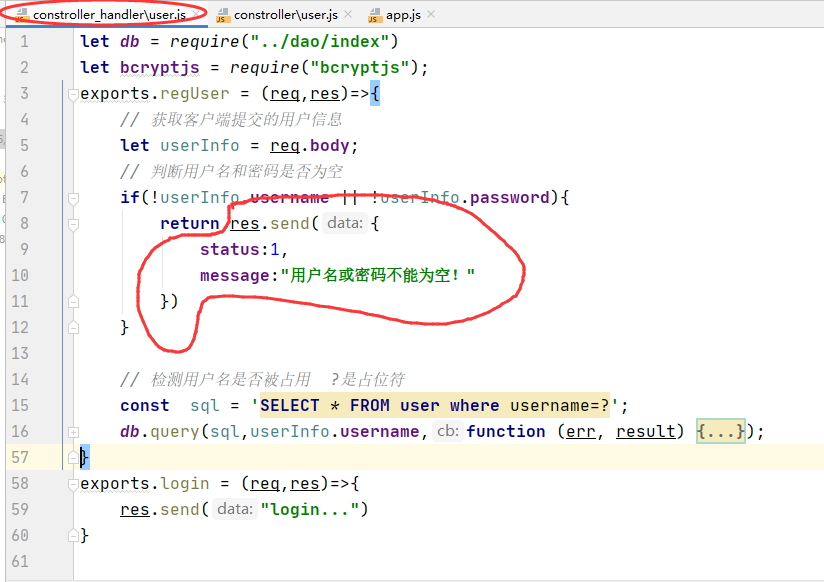 constroller_handler\user.js constroller\user.js app.js
1 let db = require("../dao/index")
2 let bcryptjs = require("bcryptjs");
3 exports.regUser = (req,res)=>{
4 // 获取客户端提交的用户信息
5 let userInfo = req.body;
6 // 判断用户名和密码是否为空
7 if(!userInfo.username || !userInfo.password){
8 return res.send( data: {
9 status:1,
10 message:"用户名或密码不能为空！"
11 })
12 }
13
14 // 检测用户名是否被占用 ?是占位符
15 const sql = 'SELECT * FROM user where username=?';
16 db.query(sql,userInfo.username, cb: function (err, result) {...});
57 }
58 exports.login = (req,res)=>{
59 res.send( data: "login...")
60 }
61